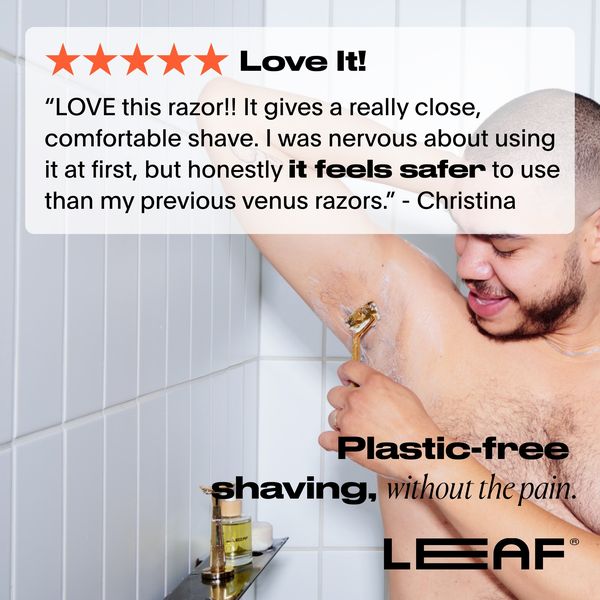 Love It!
“LOVE this razor!! It gives a really close,
comfortable shave. I was nervous about using
it at first, but honestly it feels safer to use
than my previous venus razors.” - Christina
Plastic-free
shaving, without the pain.
LEAF®